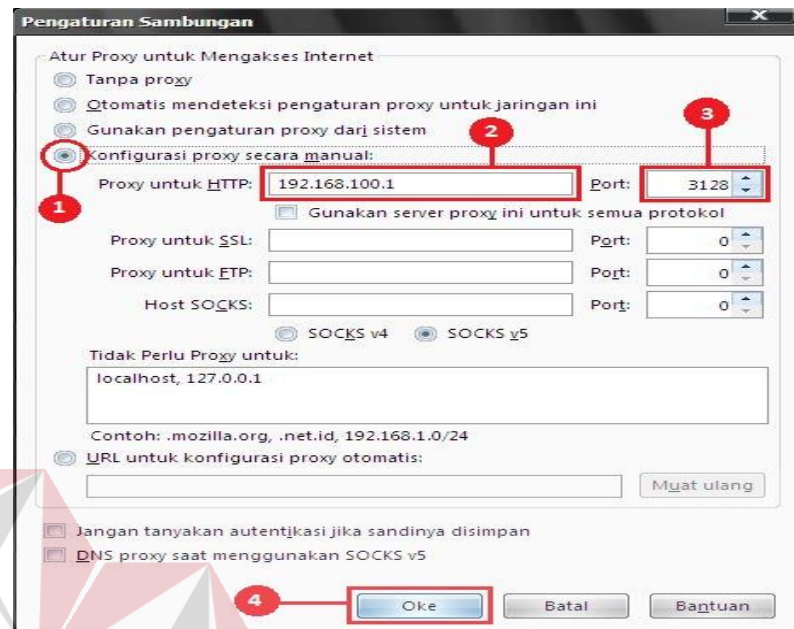 Pengaturan Sambungan
X
Atur Proxy untuk Mengakses Internet
Tanpa proxy
Otomatis mendeteksi pengaturan proxy untuk jaringan ini
3
Gunakan pengaturan proxy dari sistem
2
Konfigurasi proxy secara manual:
Proxy untuk HTTP: 192.168.100.1 Port: 3128
1
Gunakan server proxy ini untuk semua protokol
Proxy untuk SSL: Port: 0
Proxy untuk FTP: Port: 0
Host SOCKS: Port: 0
SOCKS v4 SOCKS v5
Tidak Perlu Proxy untuk:
localhost, 127.0.0.1
Contoh: .mozilla.org, .net.id, 192.168.1.0/24
URL untuk konfigurasi proxy otomatis:
Muat ulang
Jangan tanyakan autentikasi jika sandinya disimpan
DNS proxy saat menggunakan SOCKS v5
4
Oke Batal Bantuan